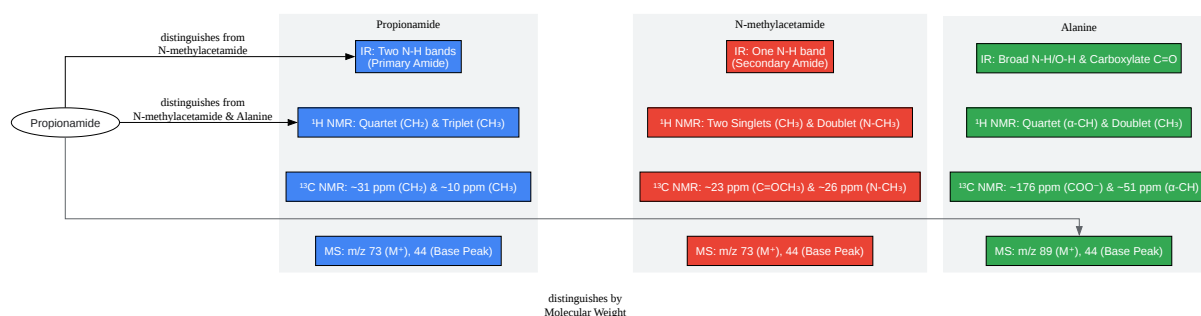 Propionamide
N-methylacetamide
Alanine
distinguishes from
N-methylacetamide
IR: Two N-H bands
(Primary Amide)
IR: One N-H band
(Secondary Amide)
IR: Broad N-H/O-H & Carboxylate C=O
Propionamide
distinguishes from
N-methylacetamide & Alanine
¹H NMR: Quartet (CH₂) & Triplet (CH₃)
¹H NMR: Two Singlets (CH₃) & Doublet (N-CH₃)
¹H NMR: Quartet (α-CH) & Doublet (CH₃)
¹³C NMR: ~31 ppm (CH₂) & ~10 ppm (CH₃)
¹³C NMR: ~23 ppm (C=OCH₃) & ~26 ppm (N-CH₃)
¹³C NMR: ~176 ppm (COO⁻) & ~51 ppm (α-CH)
MS: m/z 73 (M⁺), 44 (Base Peak)
MS: m/z 73 (M⁺), 44 (Base Peak)
MS: m/z 89 (M⁺), 44 (Base Peak)
distinguishes by
Molecular Weight